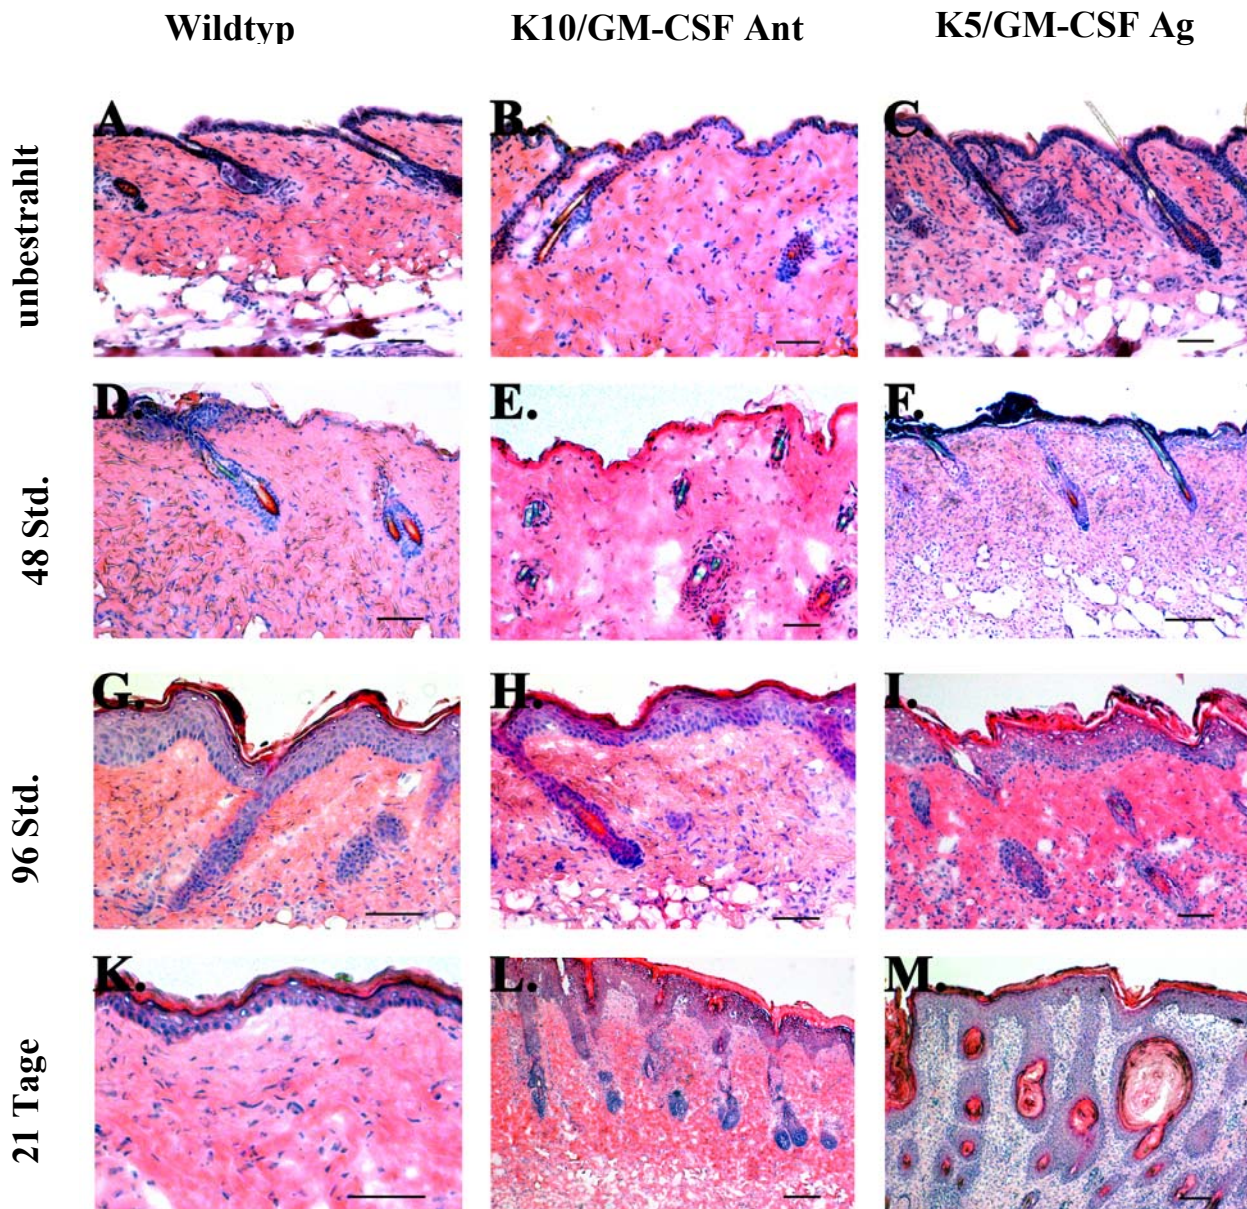 Wildtyp K10/GM-CSF Ant K5/GM-CSF Ag
unbestrahlt
A. B. C.
48 Std.
D. E. F.
96 Std.
G. H. I.
21 Tage
K. L. M.